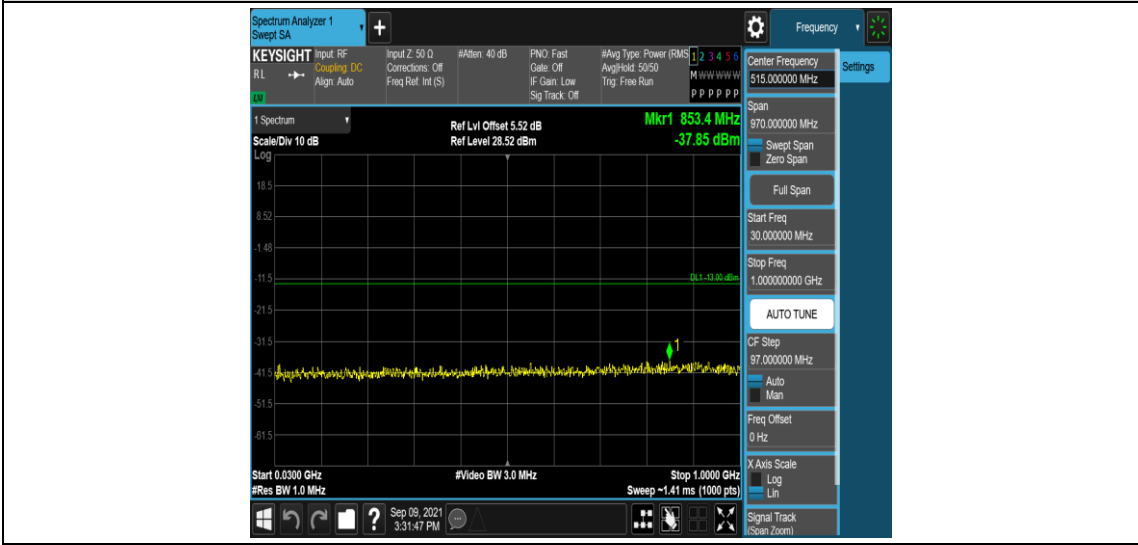 Spectrum Analyzer 1
Swept SA
+
Frequency
KEYSIGHT
RL
LXI
Input: RF
Coupling: DC
Align: Auto
Input Z: 50 Ω
Corrections: Off
Freq Ref: Int (S)
#Atten: 40 dB
PNO: Fast
Gate: Off
IF Gain: Low
Sig Track: Off
#Avg Type: Power (RMS
Avg|Hold: 50/50
Trig: Free Run
1 2 3 4 5 6
M W W W W W
P P P P P P
1 Spectrum
Scale/Div 10 dB
Ref Lvl Offset 5.52 dB
Ref Level 28.52 dBm
Mkr1 853.4 MHz
-37.85 dBm
Log
18.5
8.52
-1.48
-11.5
-21.5
-31.5
-41.5
-51.5
-61.5
DL1 -13.00 dBm
1
Start 0.0300 GHz
#Res BW 1.0 MHz
#Video BW 3.0 MHz
Stop 1.0000 GHz
Sweep ~1.41 ms (1000 pts)
Center Frequency
515.000000 MHz
Settings
Span
970.000000 MHz
Swept Span
Zero Span
Full Span
Start Freq
30.000000 MHz
Stop Freq
1.000000000 GHz
AUTO TUNE
CF Step
97.000000 MHz
Auto
Man
Freq Offset
0 Hz
X Axis Scale
Log
Lin
Signal Track
(Span Zoom)
?
Sep 09, 2021
3:31:47 PM